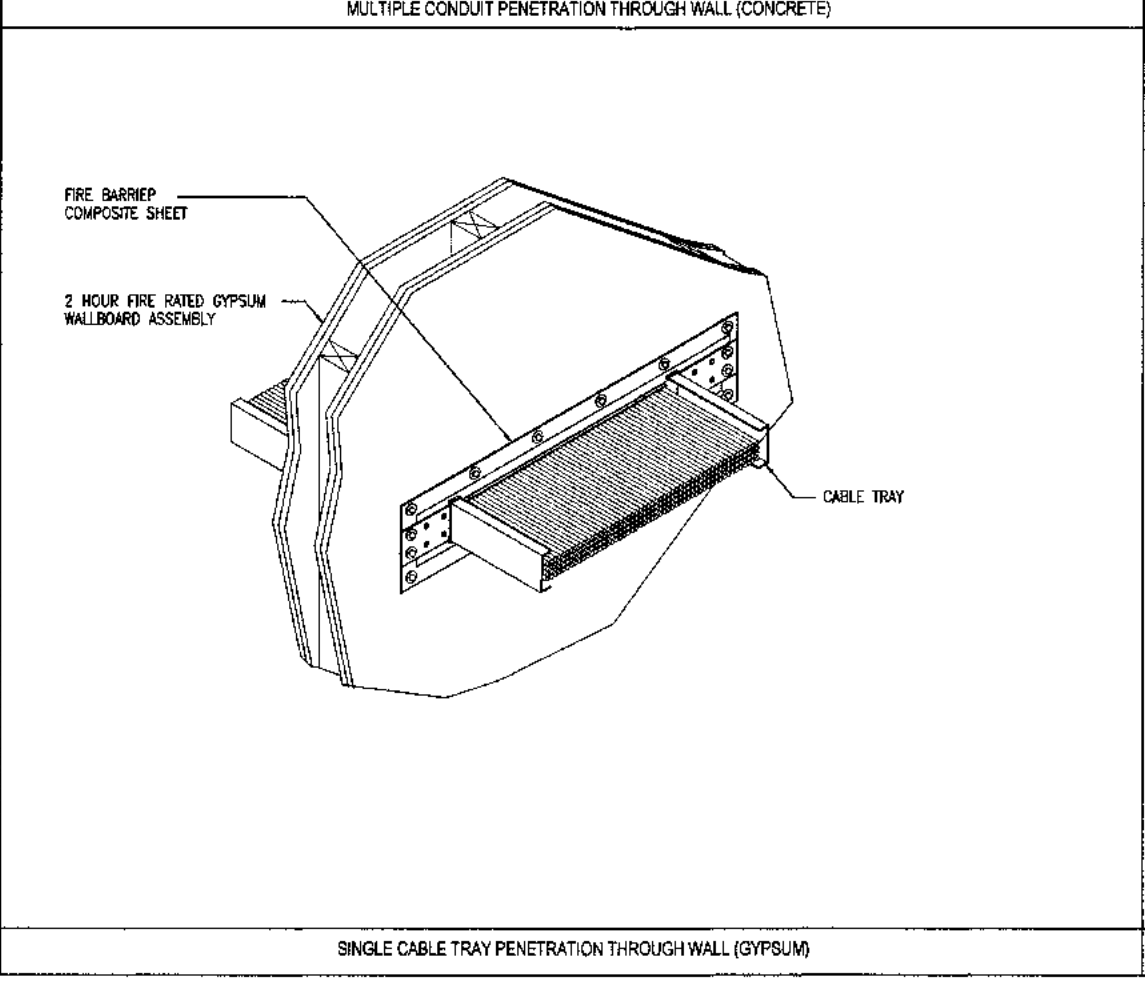 MULTIPLE CONDUIT PENETRATION THROUGH WALL (CONCRETE)
FIRE BARRIEP
COMPOSITE SHEET
2 HOUR FIRE RATED GYPSUM
WALLBOARD ASSEMBLY
CABLE TRAY
SINGLE CABLE TRAY PENETRATION THROUGH WALL (GYPSUM)